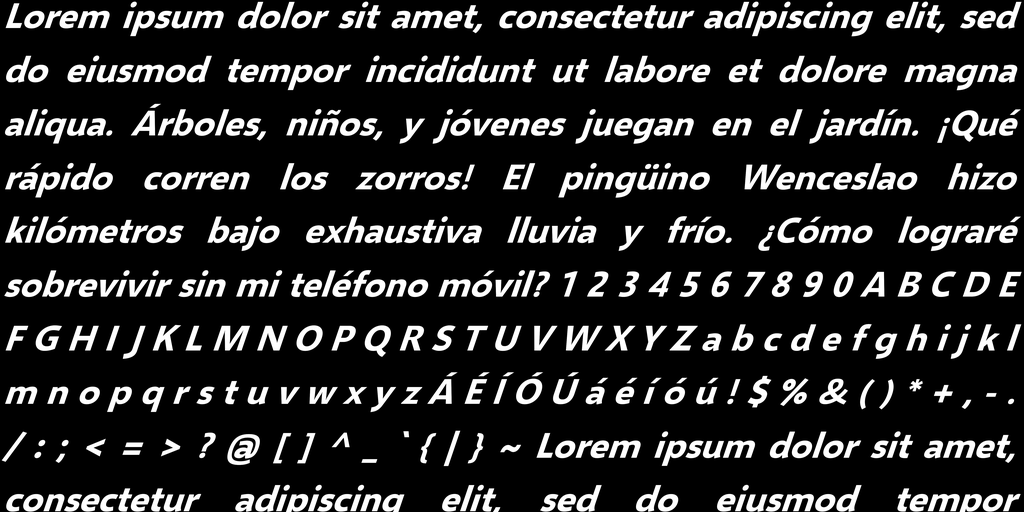 Lorem ipsum dolor sit amet, consectetur adipiscing elit, sed
do eiusmod tempor incididunt ut labore et dolore magna
aliqua. Árboles, niños, y jóvenes juegan en el jardín. ¡Qué
rápido corren los zorros! El pingüino Wenceslao hizo
kilómetros bajo exhaustiva lluvia y frío. ¿Cómo lograré
sobrevivir sin mi teléfono móvil? 1 2 3 4 5 6 7 8 9 0 A B C D E
F G H I J K L M N O P Q R S T U V W X Y Z a b c d e f g h i j k l
m n o p q r s t u v w x y z Á É Í Ó Ú á é í ó ú ! $ % & ( ) * + , - .
/ : ; < = > ? @ [ ] ^ _ ` { | } ~ Lorem ipsum dolor sit amet,
consectetur adipiscing elit, sed do eiusmod tempor